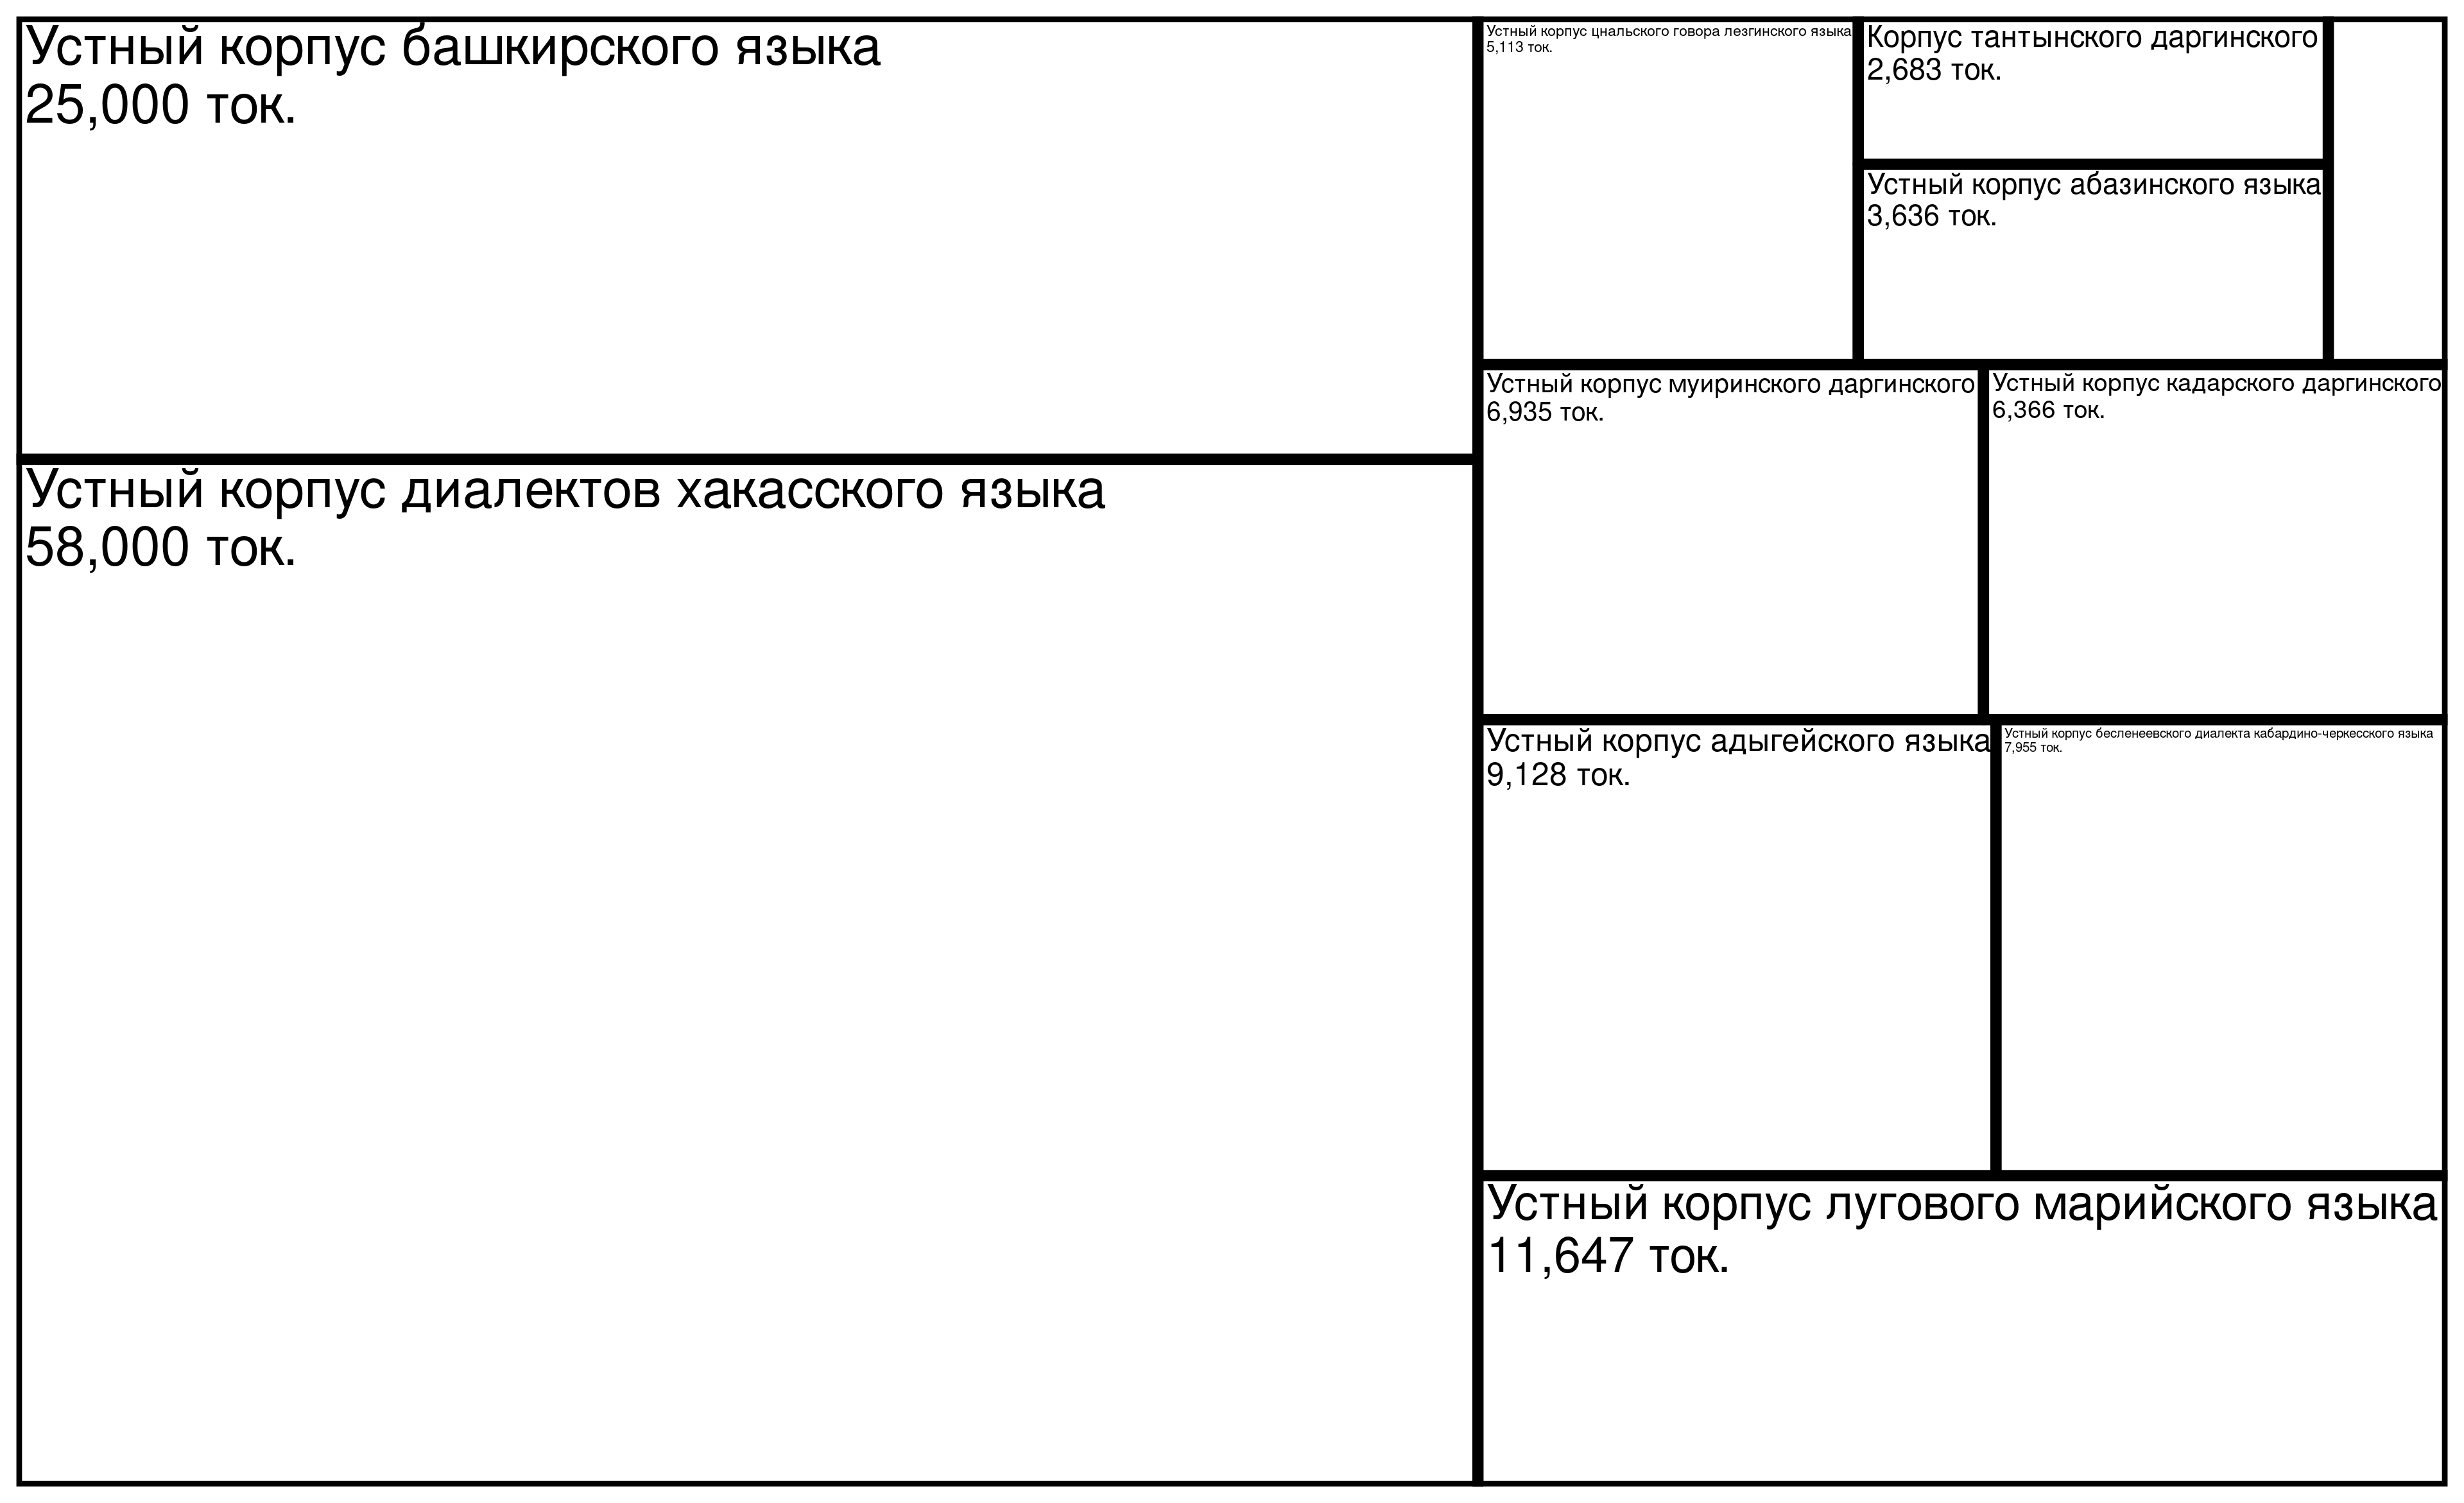 Устный корпус башкирского языка
25,000 ток.
Устный корпус диалектов хакасского языка
58,000 ток.
Устный корпус цнальского говора лезгинского языка
5,113 ток.
Корпус тантынского даргинского
2,683 ток.
Устный корпус абазинского языка
3,636 ток.
Устный корпус муиринского даргинского
6,935 ток.
Устный корпус кадарского даргинского
6,366 ток.
Устный корпус адыгейского языка
9,128 ток.
Устный корпус бесленеевского диалекта кабардино-черкесского языка
7,955 ток.
Устный корпус лугового марийского языка
11,647 ток.